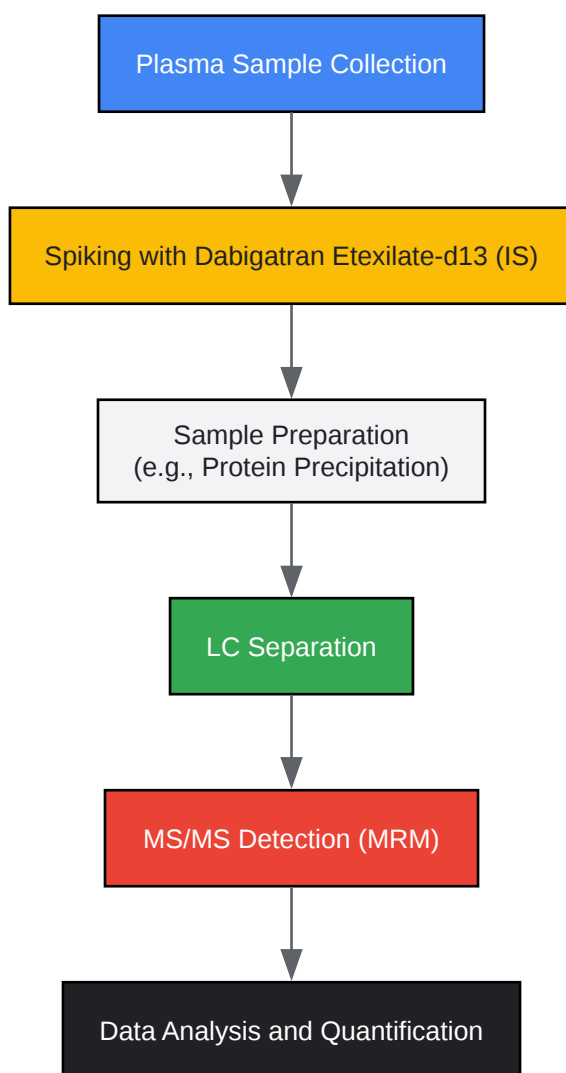 Plasma Sample Collection
Spiking with Dabigatran Etexilate-d13 (IS)
Sample Preparation
(e.g., Protein Precipitation)
LC Separation
MS/MS Detection (MRM)
Data Analysis and Quantification